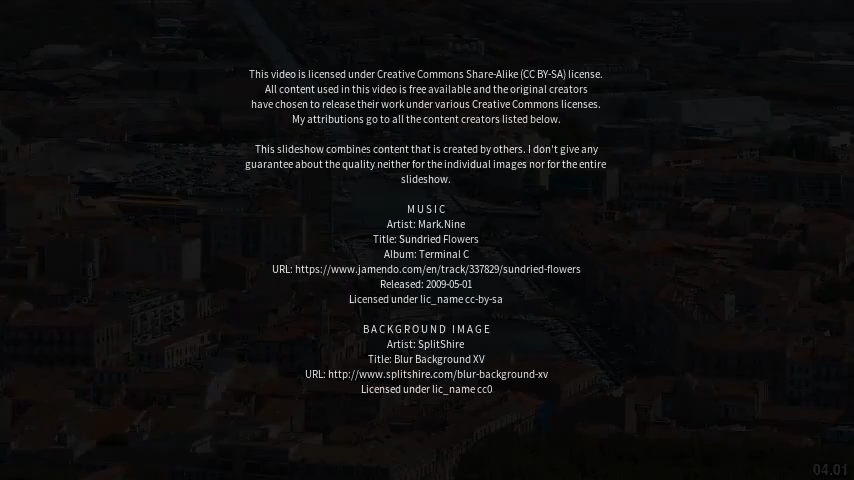 This video is licensed under Creative Commons Share-Alike (CC BY-SA) license.
All content used in this video is free available and the original creators
have chosen to release their work under various Creative Commons licenses.
My attributions go to all the content creators listed below.
This slideshow combines content that is created by others. I don't give any
guarantee about the quality neither for the individual images nor for the entire
slideshow.
MUSIC
Artist: Mark.Nine
Title: Sundried Flowers
Album: Terminal C
URL: https://www.jamendo.com/en/track/337829/sundried-flowers
Released: 2009-05-01
Licensed under lic_name cc-by-sa
BACKGROUND IMAGE
Artist: SplitShire
Title: Blur Background XV
URL: http://www.splitshire.com/blur-background-xv
Licensed under lic_name cc0
04.01